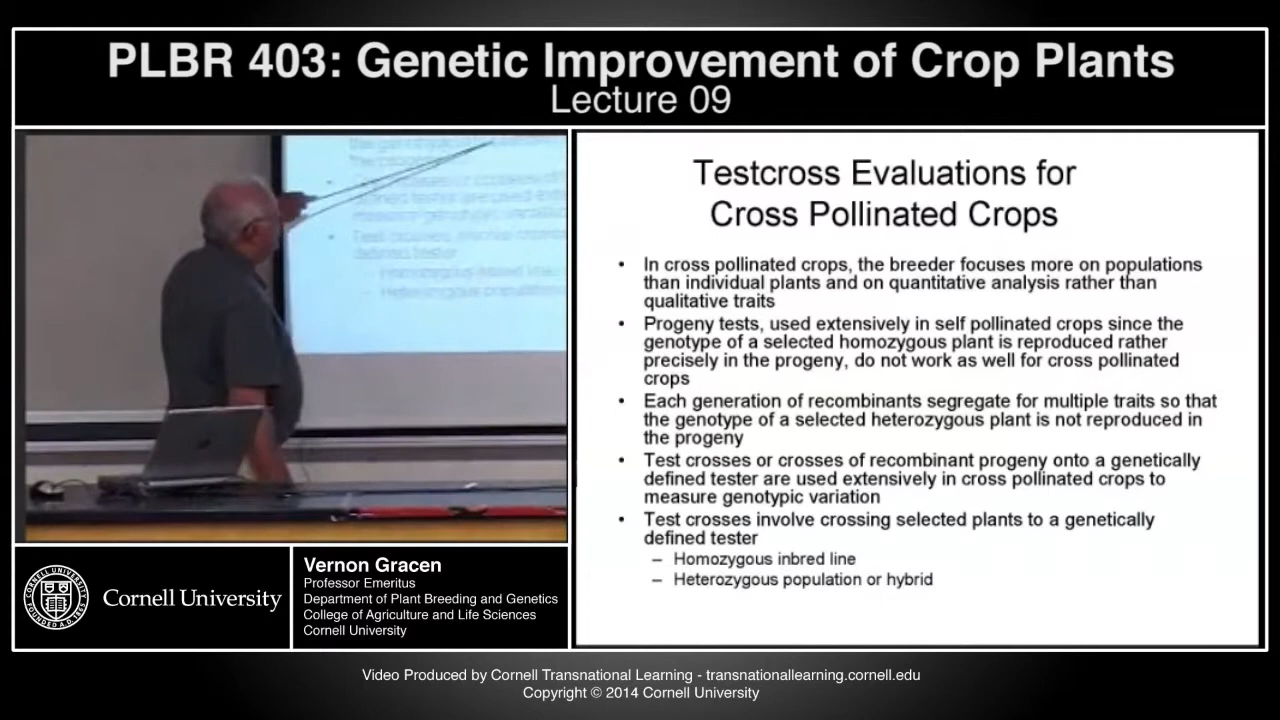 PLBR 403: Genetic Improvement of Crop Plants
Lecture 09
Testcross Evaluations for
Cross Pollinated Crops
• In cross pollinated crops, the breeder focuses more on populations
than individual plants and on quantitative analysis rather than
qualitative traits
• Progeny tests, used extensively in self pollinated crops since the
genotype of a selected homozygous plant is reproduced rather
precisely in the progeny, do not work as well for cross pollinated
crops
• Each generation of recombinants segregate for multiple traits so that
the genotype of a selected heterozygous plant is not reproduced in
the progeny
• Test crosses or crosses of recombinant progeny onto a genetically
defined tester are used extensively in cross pollinated crops to
measure genotypic variation
• Test crosses involve crossing selected plants to a genetically
defined tester
– Homozygous inbred line
– Heterozygous population or hybrid
Cornell University
Vernon Gracen
Professor Emeritus
Department of Plant Breeding and Genetics
College of Agriculture and Life Sciences
Cornell University
Video Produced by Cornell Transnational Learning - transnationallearning.cornell.edu
Copyright © 2014 Cornell University